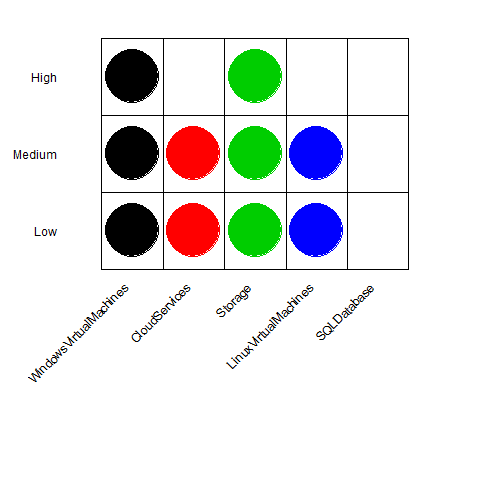 High
Medium
Low
WindowsVirtualMachines
CloudServices
Storage
LinuxVirtualMachines
SQLDatabase